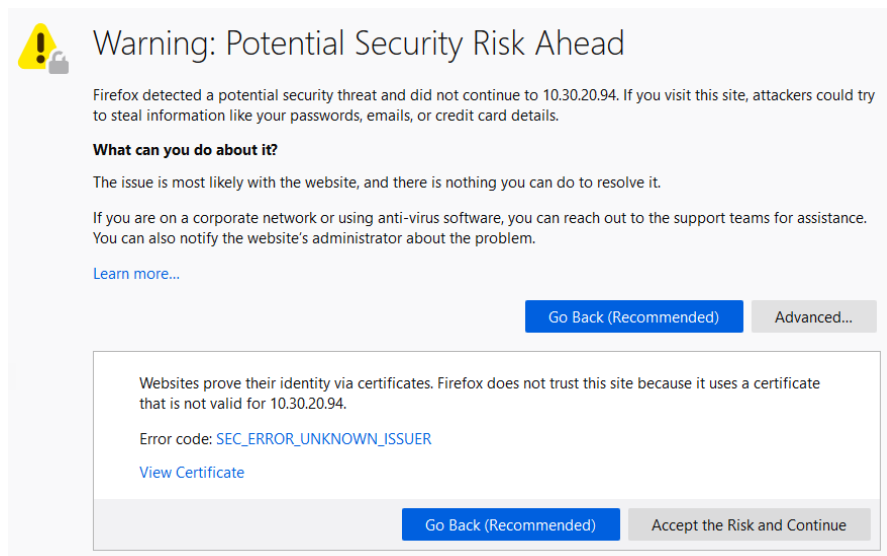 Warning: Potential Security Risk Ahead
Firefox detected a potential security threat and did not continue to 10.30.20.94. If you visit this site, attackers could try
to steal information like your passwords, emails, or credit card details.
What can you do about it?
The issue is most likely with the website, and there is nothing you can do to resolve it.
If you are on a corporate network or using anti-virus software, you can reach out to the support teams for assistance.
You can also notify the website's administrator about the problem.
Learn more...
Go Back (Recommended)
Advanced...
Websites prove their identity via certificates. Firefox does not trust this site because it uses a certificate
that is not valid for 10.30.20.94.
Error code: SEC_ERROR_UNKNOWN_ISSUER
View Certificate
Go Back (Recommended)
Accept the Risk and Continue